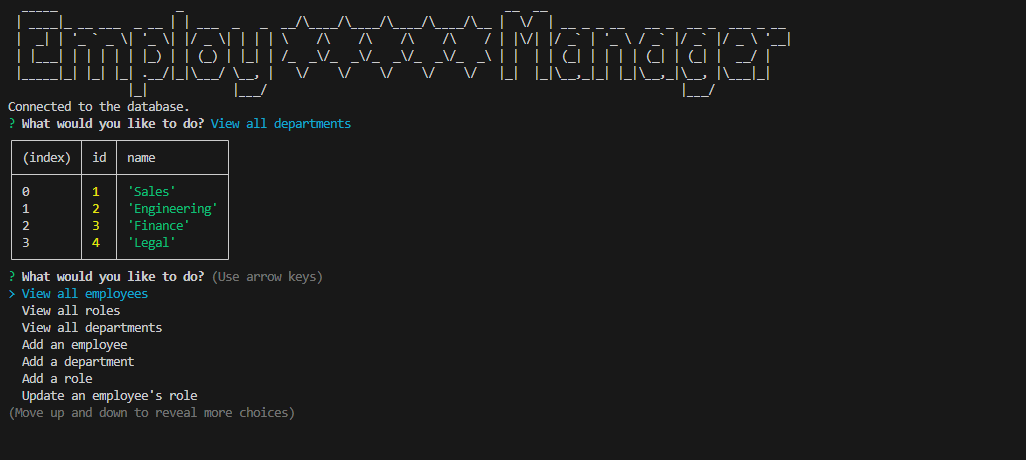 Employ Manager
Connected to the database.
? What would you like to do? View all departments
(index) id name
0 1 'Sales'
1 2 'Engineering'
2 3 'Finance'
3 4 'Legal'
? What would you like to do? (Use arrow keys)
> View all employees
View all roles
View all departments
Add an employee
Add a department
Add a role
Update an employee's role
(Move up and down to reveal more choices)